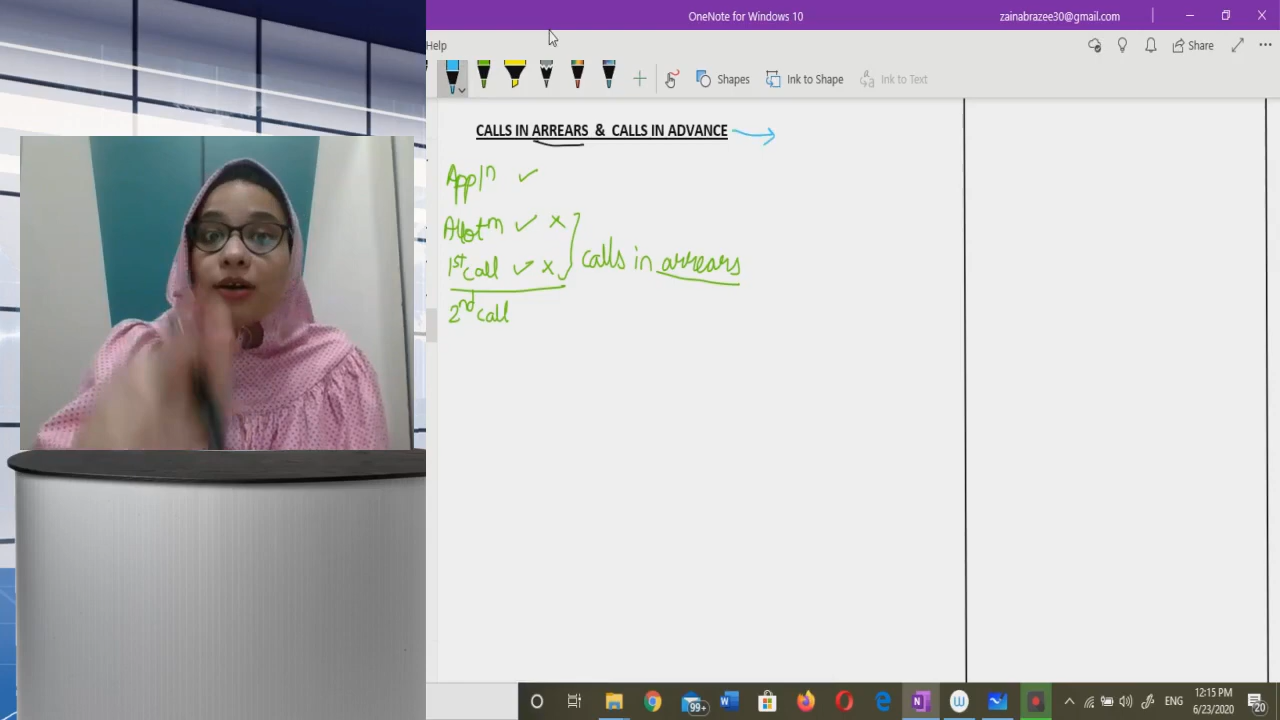 OneNote for Windows 10
zainabrazee30@gmail.com
Help
Share
Shapes
Ink to Shape
Ink to Text
CALLS IN ARREARS & CALLS IN ADVANCE
App/n ✓
Allotn ✓ x
1st call ✓ x
calls in arrears
2nd call
99+
W
N
W
ENG
12:15 PM
6/23/2020
20